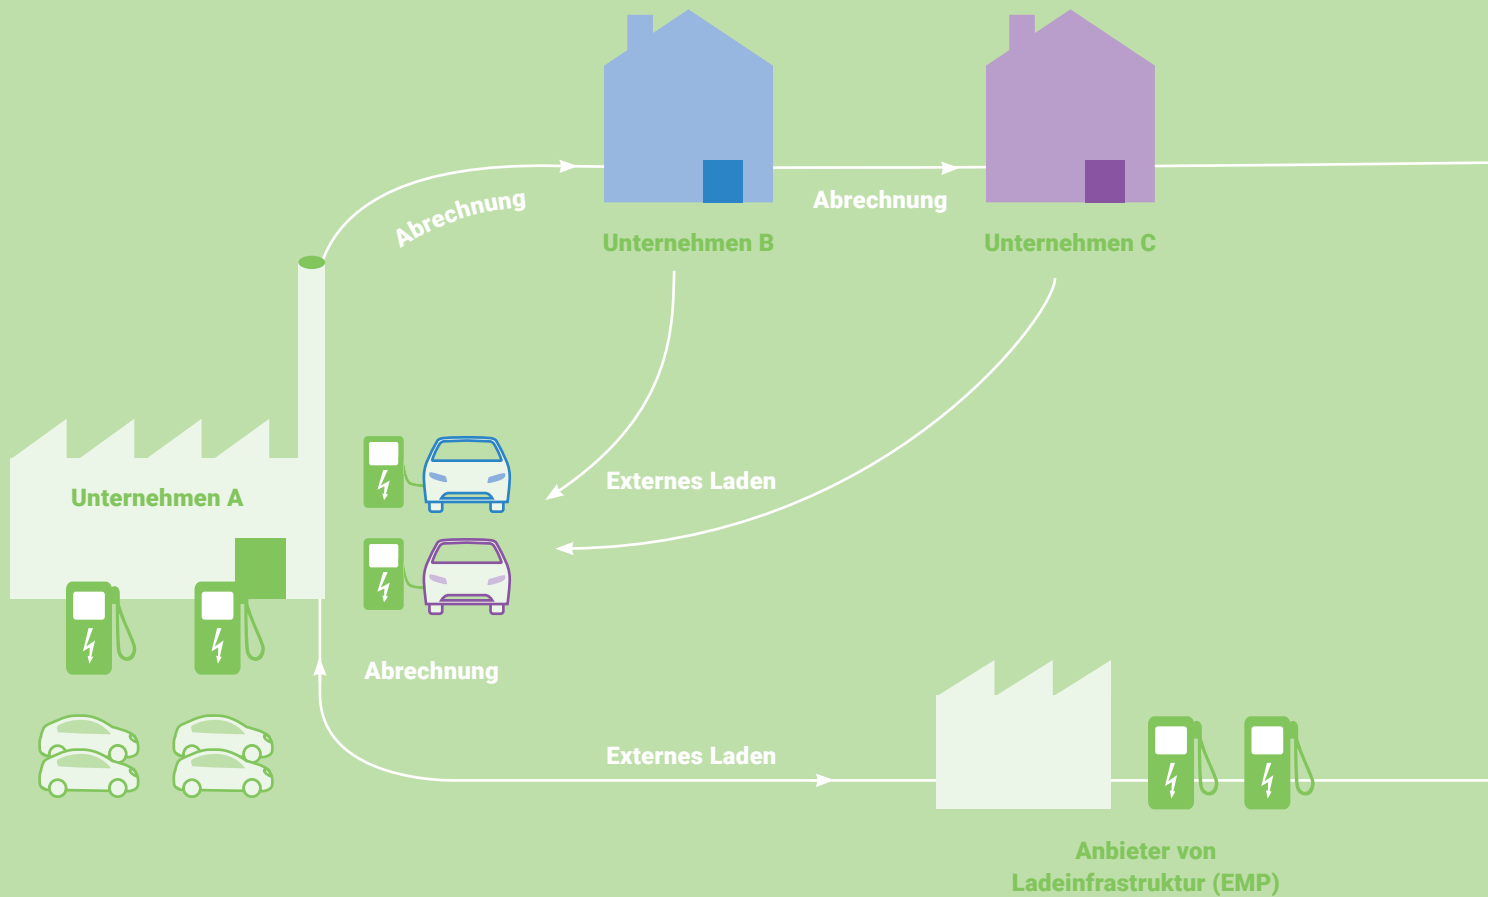 Abrechnung
Abrechnung
Unternehmen B
Unternehmen C
Externes Laden
Unternehmen A
Abrechnung
Externes Laden
Anbieter von
Ladeinfrastruktur (EMP)